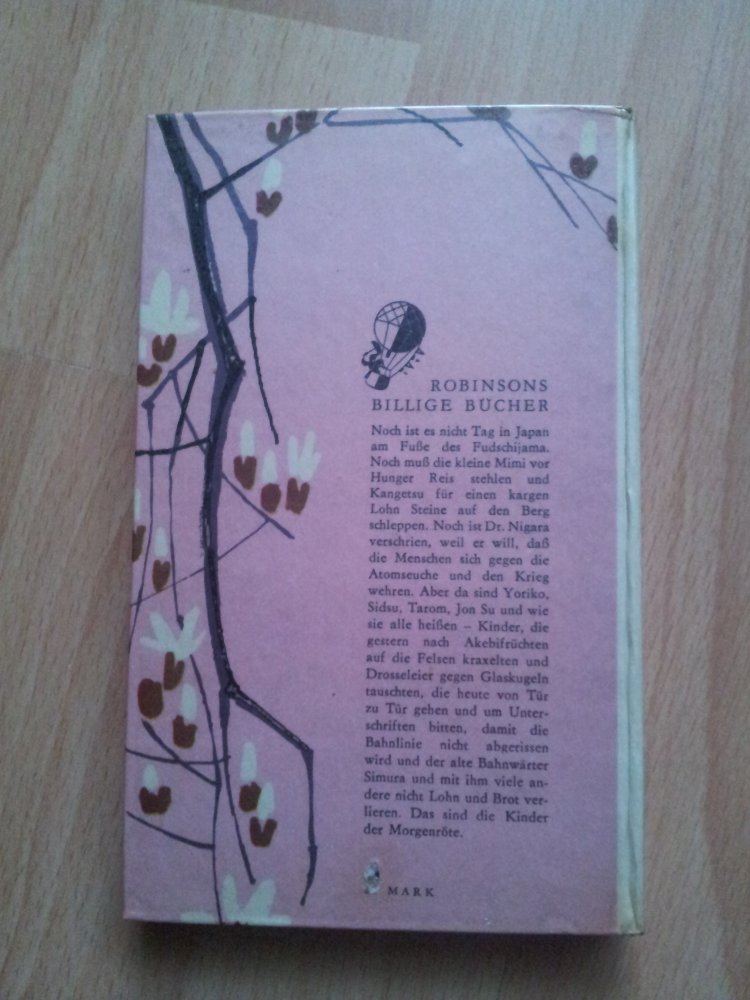 ROBINSONS
BILLIGE BÜCHER
Noch ist es nicht Tag in Japan
am Fuße des Fudschijama.
Noch muß die kleine Mimi vor
Hunger Reis stehlen und
Kangetsu für einen kargen
Lohn Steine auf den Berg
schleppen. Noch ist Dr. Nigara
verschrien, weil er will, daß
die Menschen sich gegen die
Atomseuche und den Krieg
wehren. Aber da sind Yoriko,
Sidsu, Tarom, Jon Su und wie
sie alle heißen – Kinder, die
gestern nach Akebifrüchten
auf die Felsen kraxelten und
Drosseleier gegen Glaskugeln
tauschten, die heute von Tür
zu Tür gehen und um Unter-
schriften bitten, damit die
Bahnlinie nicht abgerissen
wird und der alte Bahnwärter
Simura und mit ihm viele an-
dere nicht Lohn und Brot ver-
lieren. Das sind die Kinder
der Morgenröte.
MARK